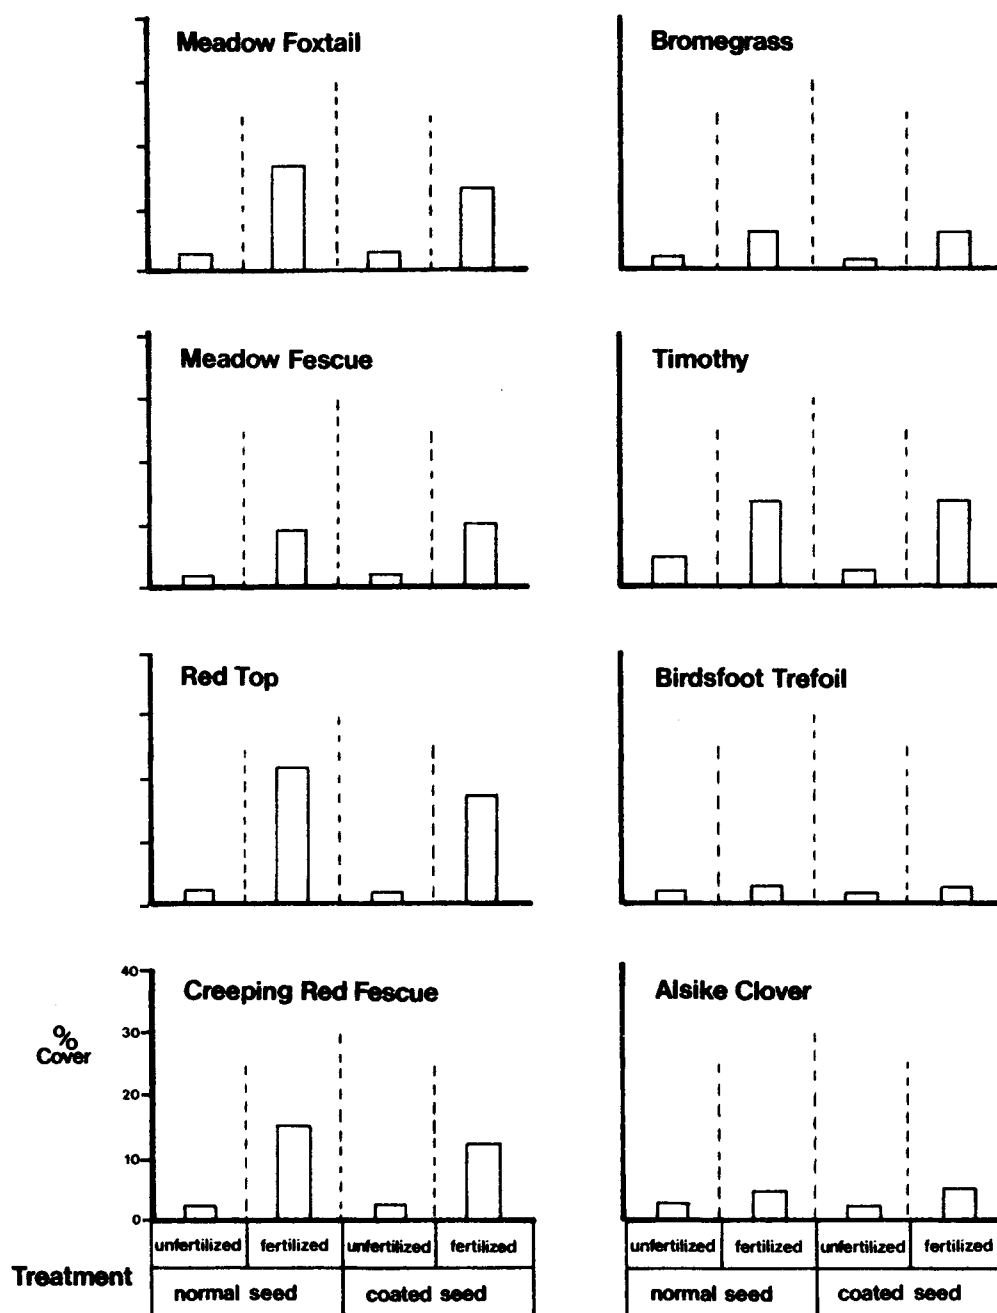 Meadow Foxtail
Bromegrass
Meadow Fescue
Timothy
Red Top
Birdsfoot Trefoil
Creeping Red Fescue
Alsike Clover
40
30
% Cover
20
10
0
unfertilized fertilized unfertilized fertilized
unfertilized fertilized unfertilized fertilized
Treatment
normal seed coated seed
normal seed coated seed